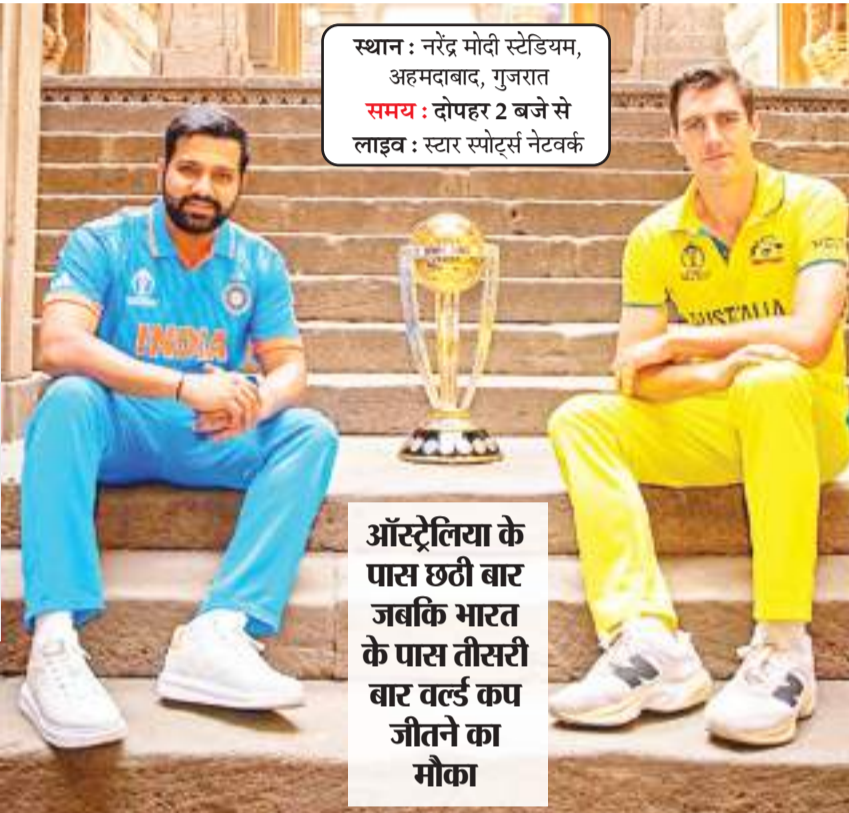 स्थान : नरेंद्र मोदी स्टेडियम,
अहमदाबाद, गुजरात
समय : दोपहर 2 बजे से
लाइव : स्टार स्पोर्ट्स नेटवर्क
INDIA
AUSTRALIA
ऑस्ट्रेलिया के
पास छठी बार
जबकि भारत
के पास तीसरी
बार वर्ल्ड कप
जीतने का
मौका